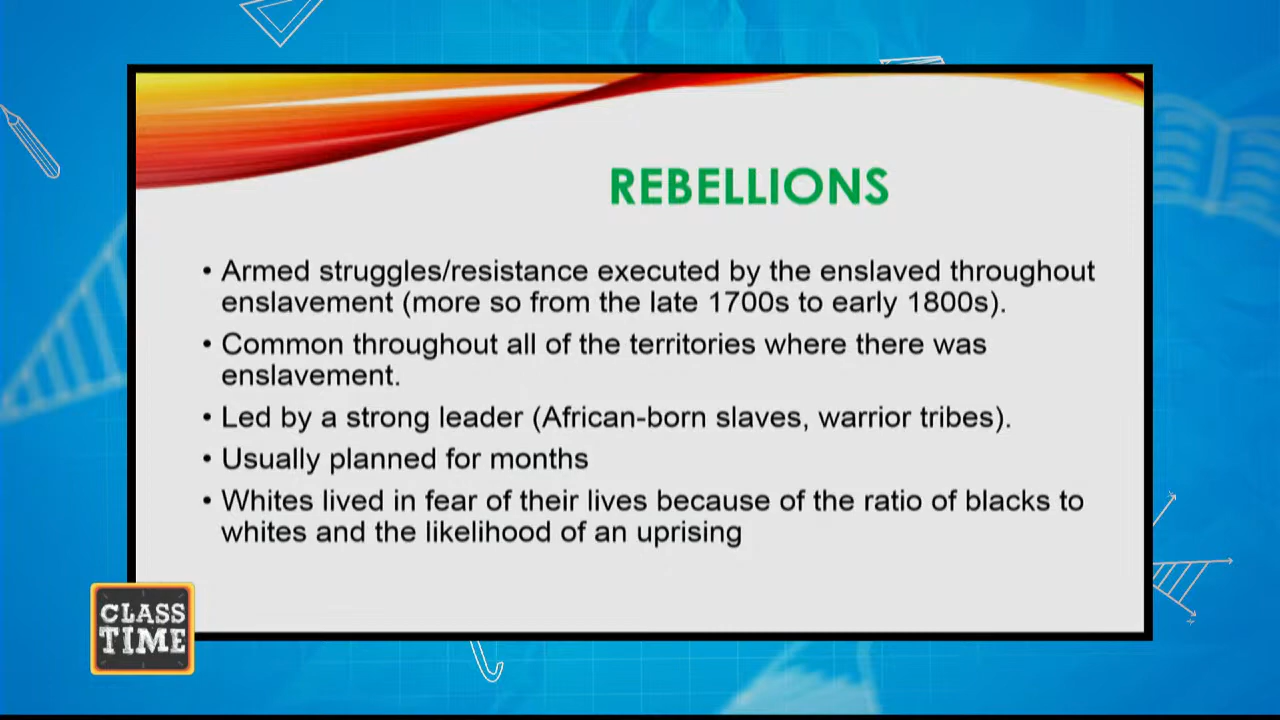 REBELLIONS
• Armed struggles/resistance executed by the enslaved throughout
enslavement (more so from the late 1700s to early 1800s).
• Common throughout all of the territories where there was
enslavement.
• Led by a strong leader (African-born slaves, warrior tribes).
• Usually planned for months
• Whites lived in fear of their lives because of the ratio of blacks to
whites and the likelihood of an uprising
CLASS
TIME